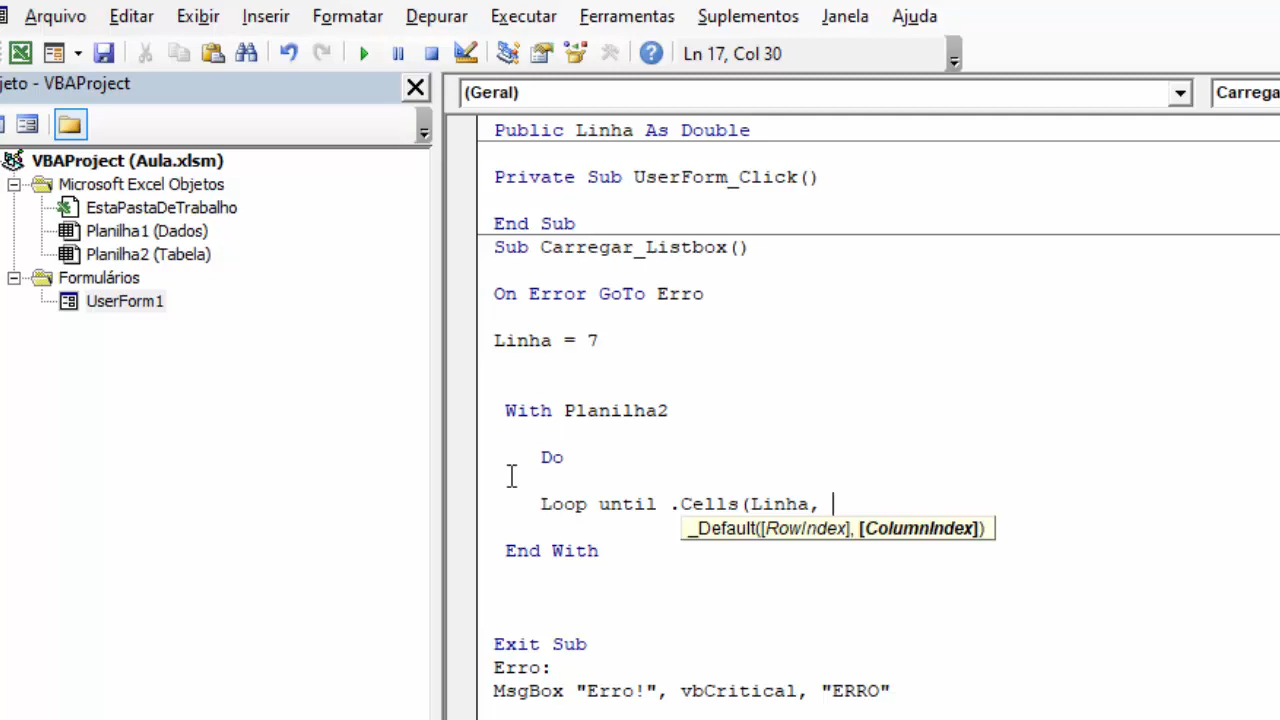 Arquivo Editar Exibir Inserir Formatar Depurar Executar Ferramentas Suplementos Janela Ajuda
Ln 17, Col 30
jeto - VBAProject
VBAProject (Aula.xlsm)
Microsoft Excel Objetos
EstaPastaDeTrabalho
Planilha1 (Dados)
Planilha2 (Tabela)
Formulários
UserForm1
(Geral)
Carrega
Public Linha As Double
Private Sub UserForm_Click()
End Sub
Sub Carregar_Listbox()
On Error GoTo Erro
Linha = 7
With Planilha2
Do
Loop until .Cells(Linha,
_Default([RowIndex], [ColumnIndex])
End With
Exit Sub
Erro:
MsgBox "Erro!", vbCritical, "ERRO"